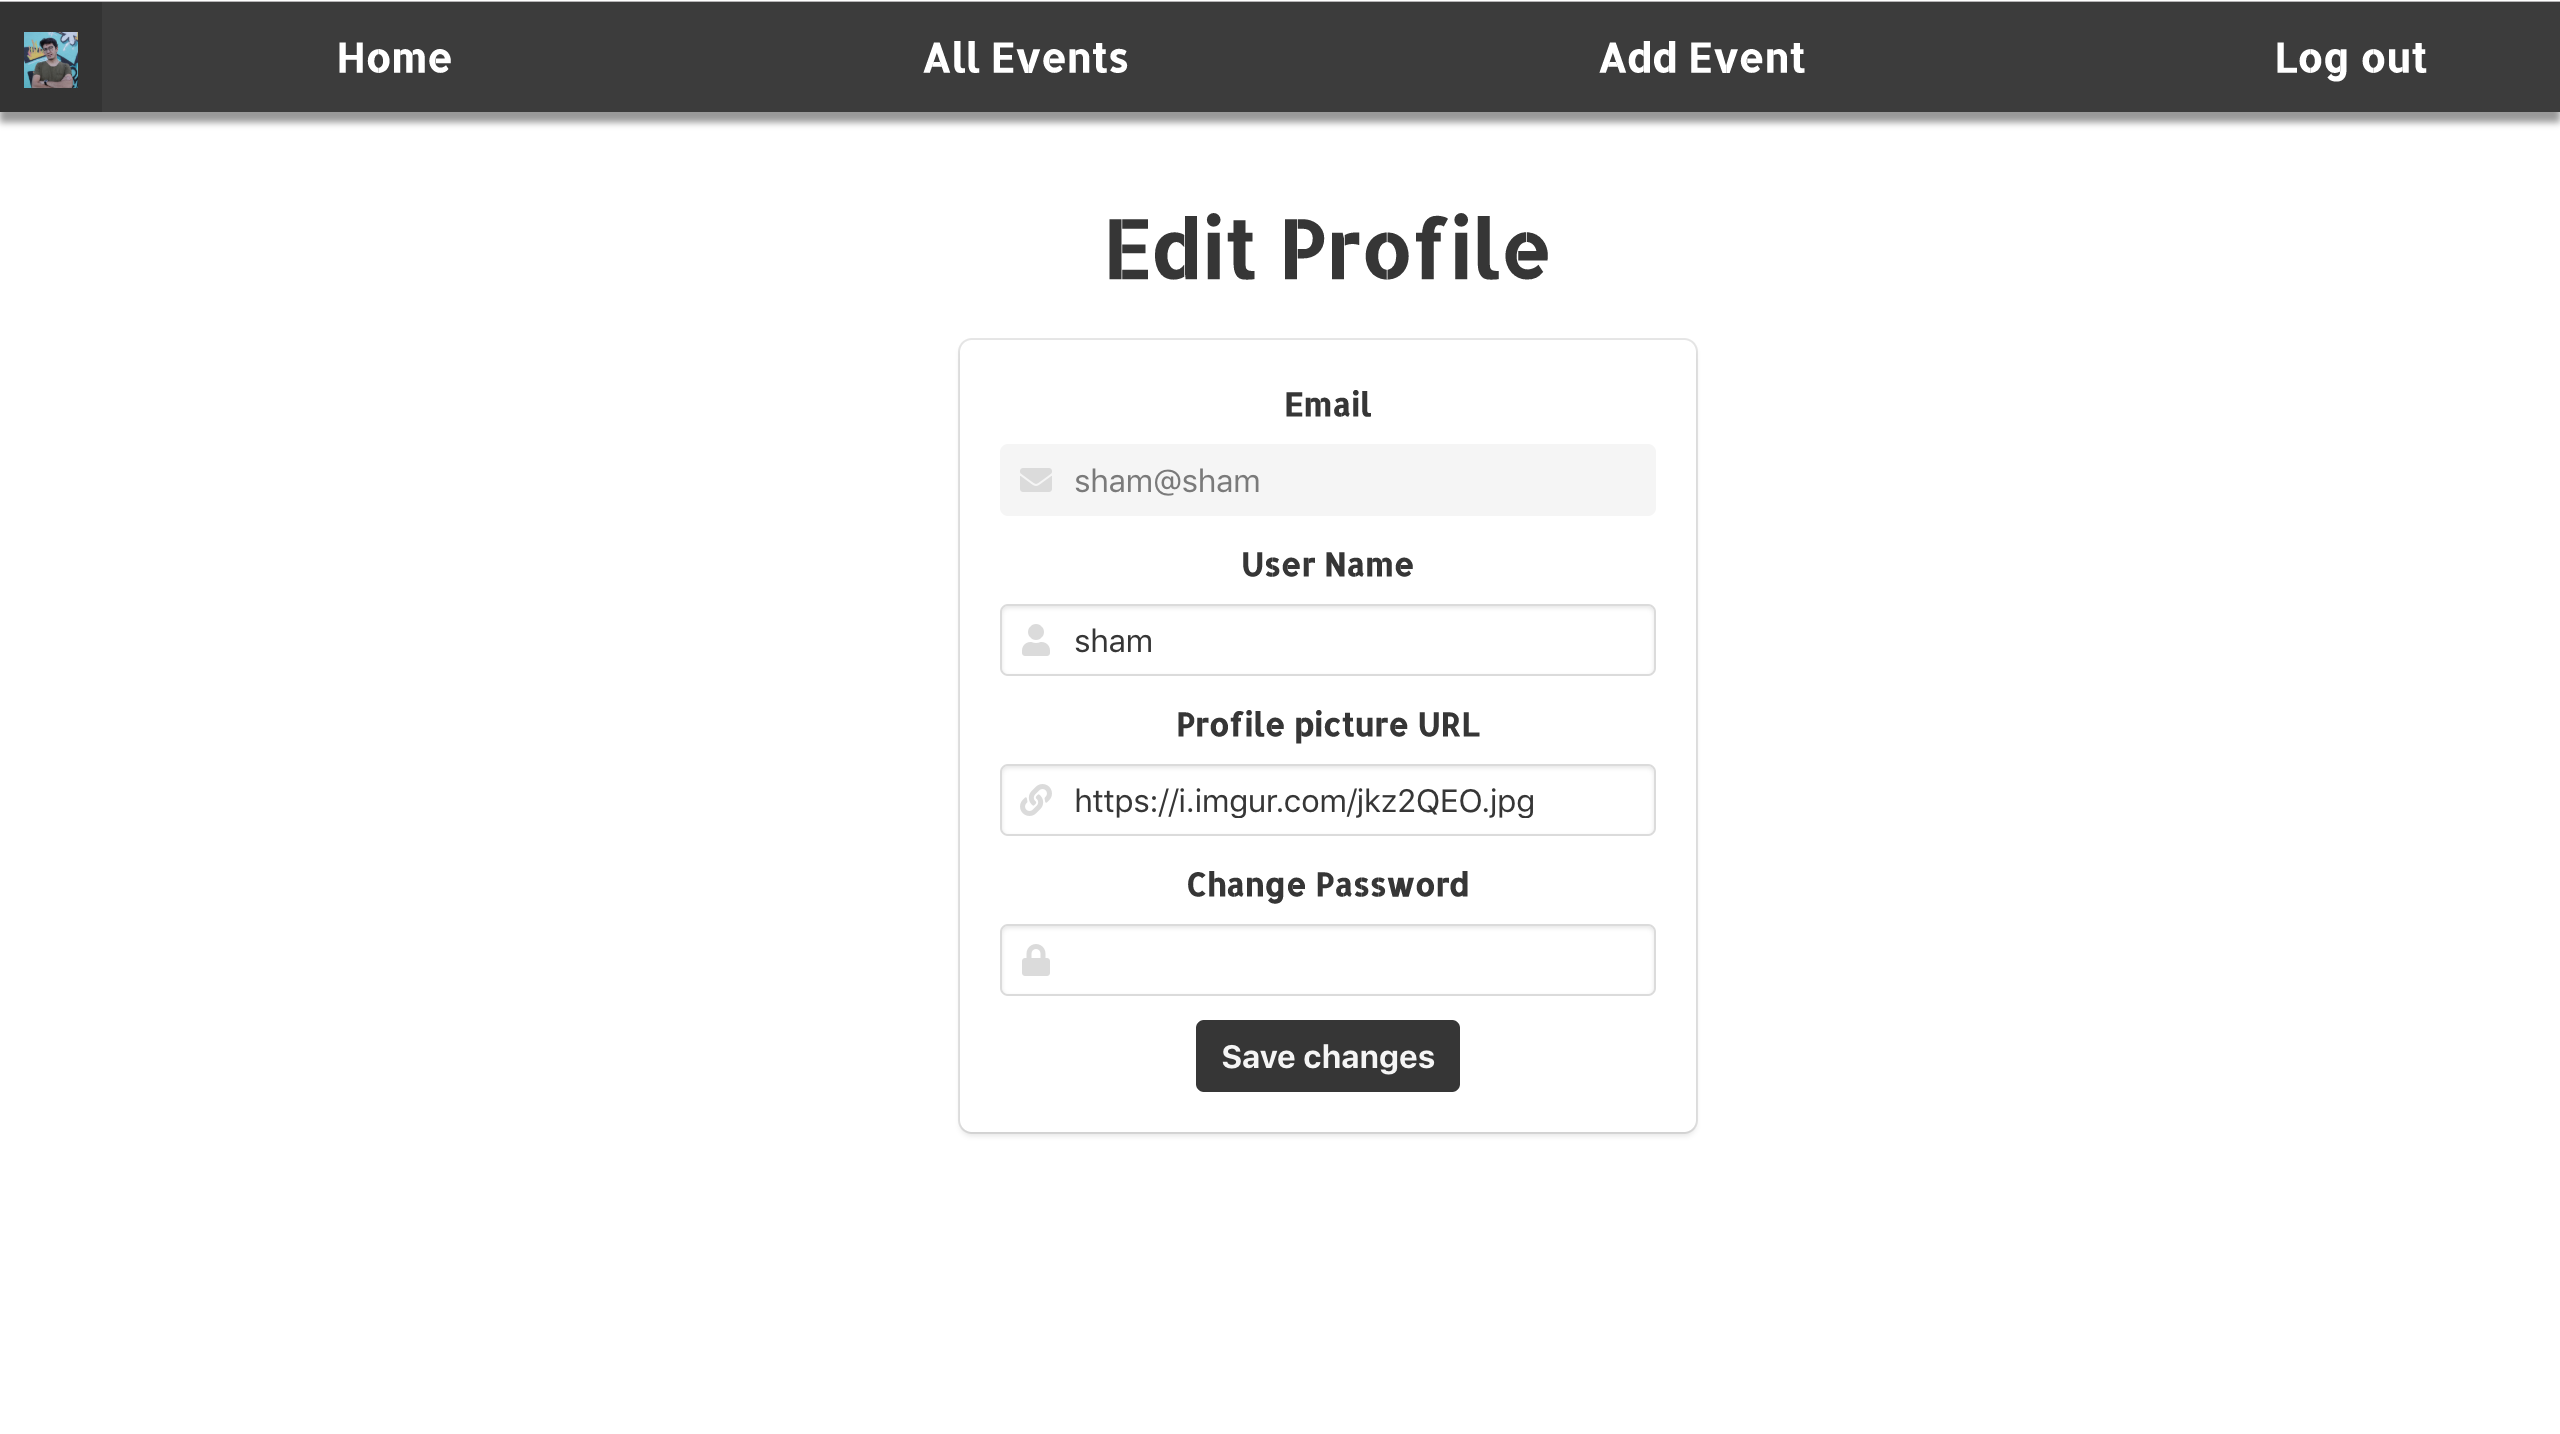 Home All Events Add Event Log out
Edit Profile
Email
sham@sham
User Name
sham
Profile picture URL
https://i.imgur.com/jkz2QEO.jpg
Change Password
Save changes